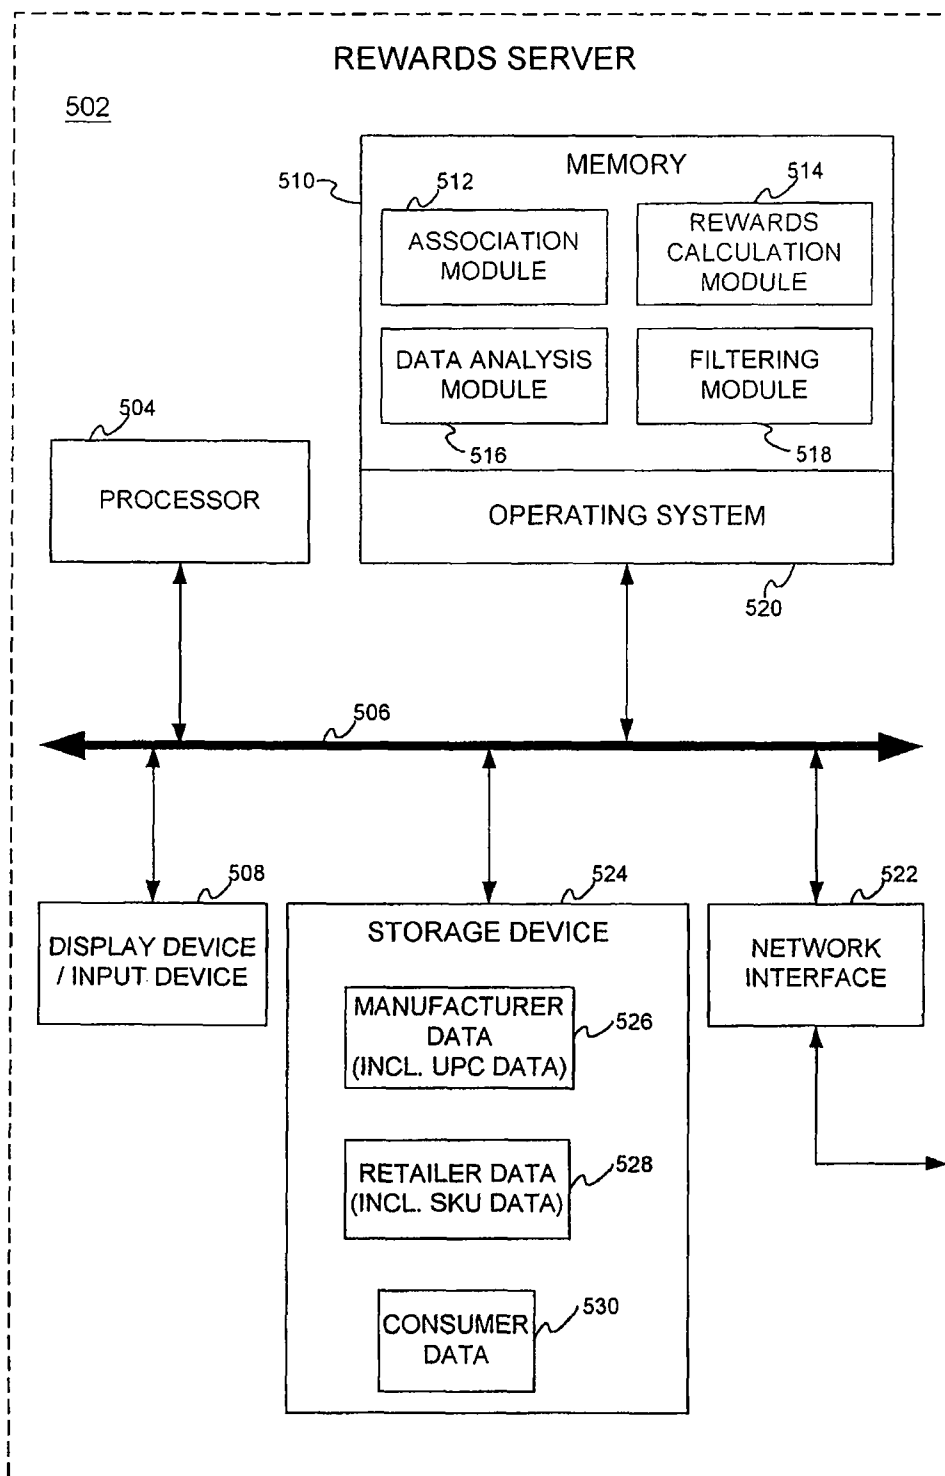 REWARDS SERVER
502
MEMORY
510
512
514
ASSOCIATION
MODULE
REWARDS
CALCULATION
MODULE
DATA ANALYSIS
MODULE
FILTERING
MODULE
516
518
504
PROCESSOR
OPERATING SYSTEM
520
506
508
524
522
DISPLAY DEVICE
/ INPUT DEVICE
STORAGE DEVICE
NETWORK
INTERFACE
MANUFACTURER
DATA
(INCL. UPC DATA)
526
RETAILER DATA
(INCL. SKU DATA)
528
CONSUMER
DATA
530